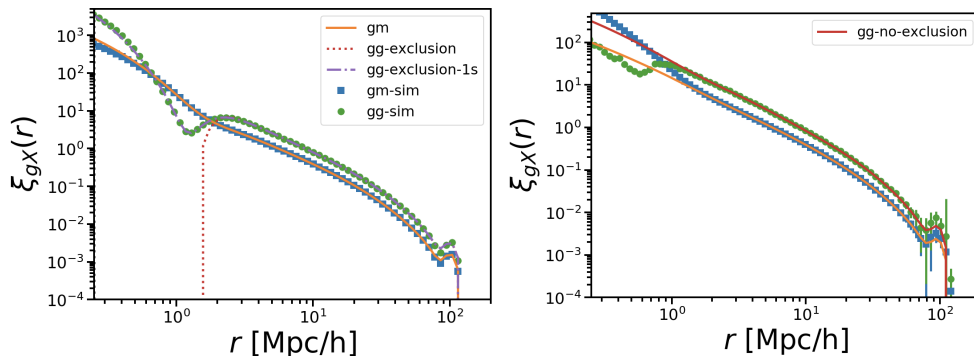 gm
gg-exclusion
gg-exclusion-1s
gm-sim
gg-sim
10³
10²
10¹
10⁰
10⁻¹
10⁻²
10⁻³
10⁻⁴
ξgX(r)
10⁰ 10¹ 10²
r [Mpc/h]
gg-no-exclusion
10²
10¹
10⁰
10⁻¹
10⁻²
10⁻³
10⁻⁴
ξgX(r)
10⁰ 10¹ 10²
r [Mpc/h]